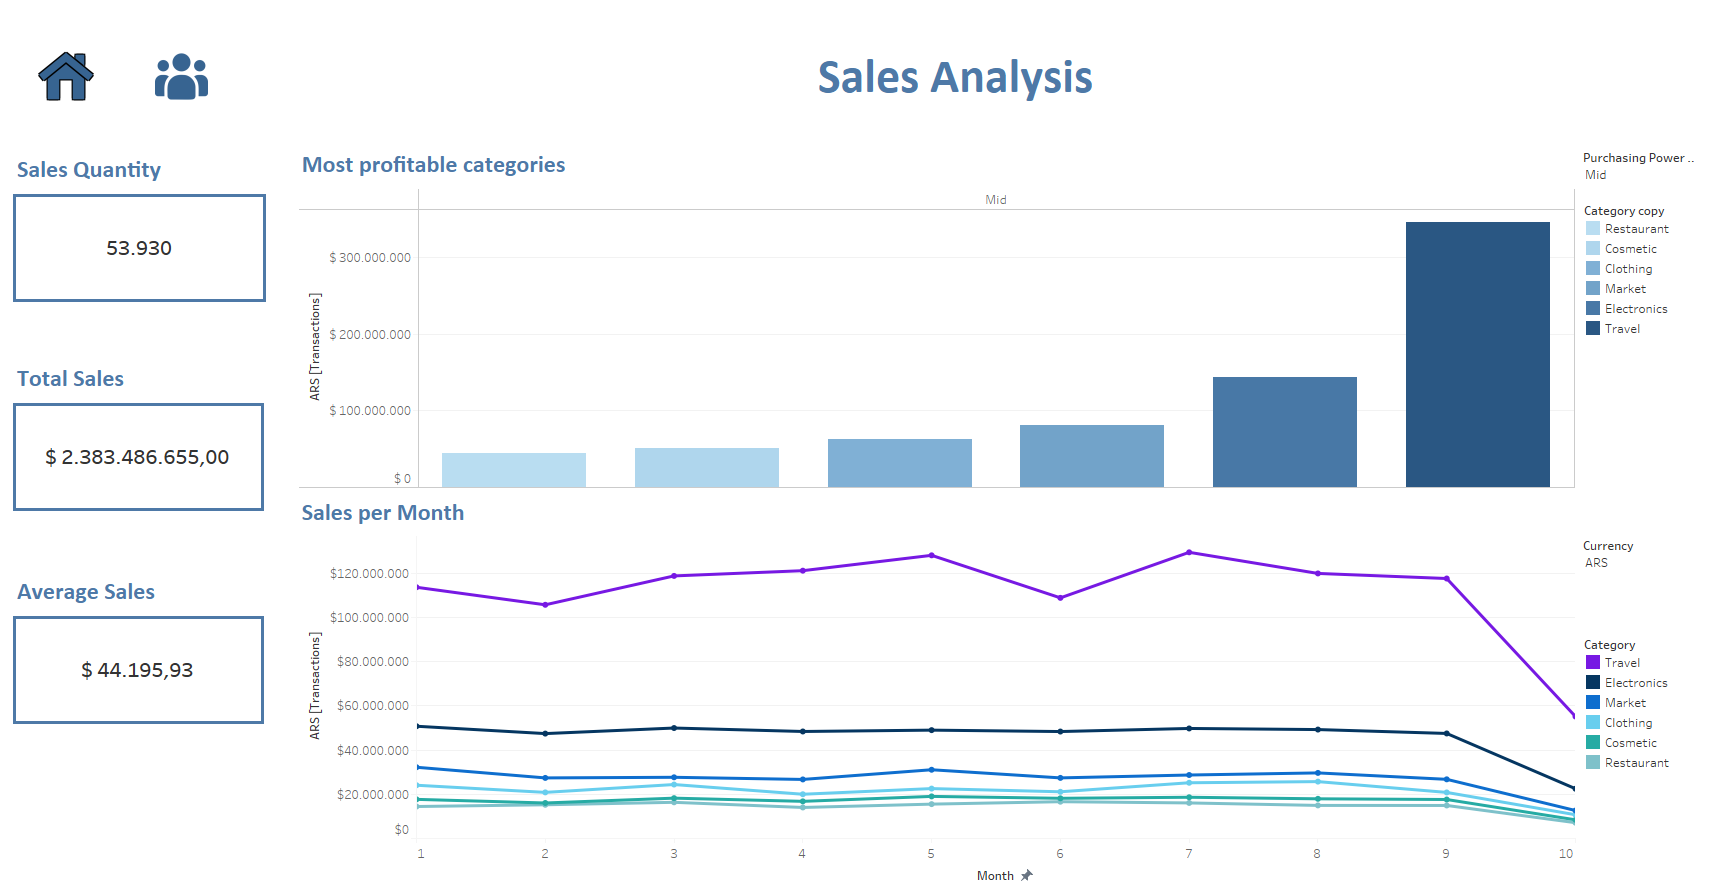 Sales Analysis
Sales Quantity
53.930
Total Sales
$ 2.383.486.655,00
Average Sales
$ 44.195,93
Most profitable categories
Mid
ARS [Transactions]
$ 300.000.000
$ 200.000.000
$ 100.000.000
$ 0
Purchasing Power ..
Mid
Category copy
Restaurant
Cosmetic
Clothing
Market
Electronics
Travel
Sales per Month
ARS [Transactions]
$120.000.000
$100.000.000
$80.000.000
$60.000.000
$40.000.000
$20.000.000
$0
1 2 3 4 5 6 7 8 9 10
Month
Currency
ARS
Category
Travel
Electronics
Market
Clothing
Cosmetic
Restaurant